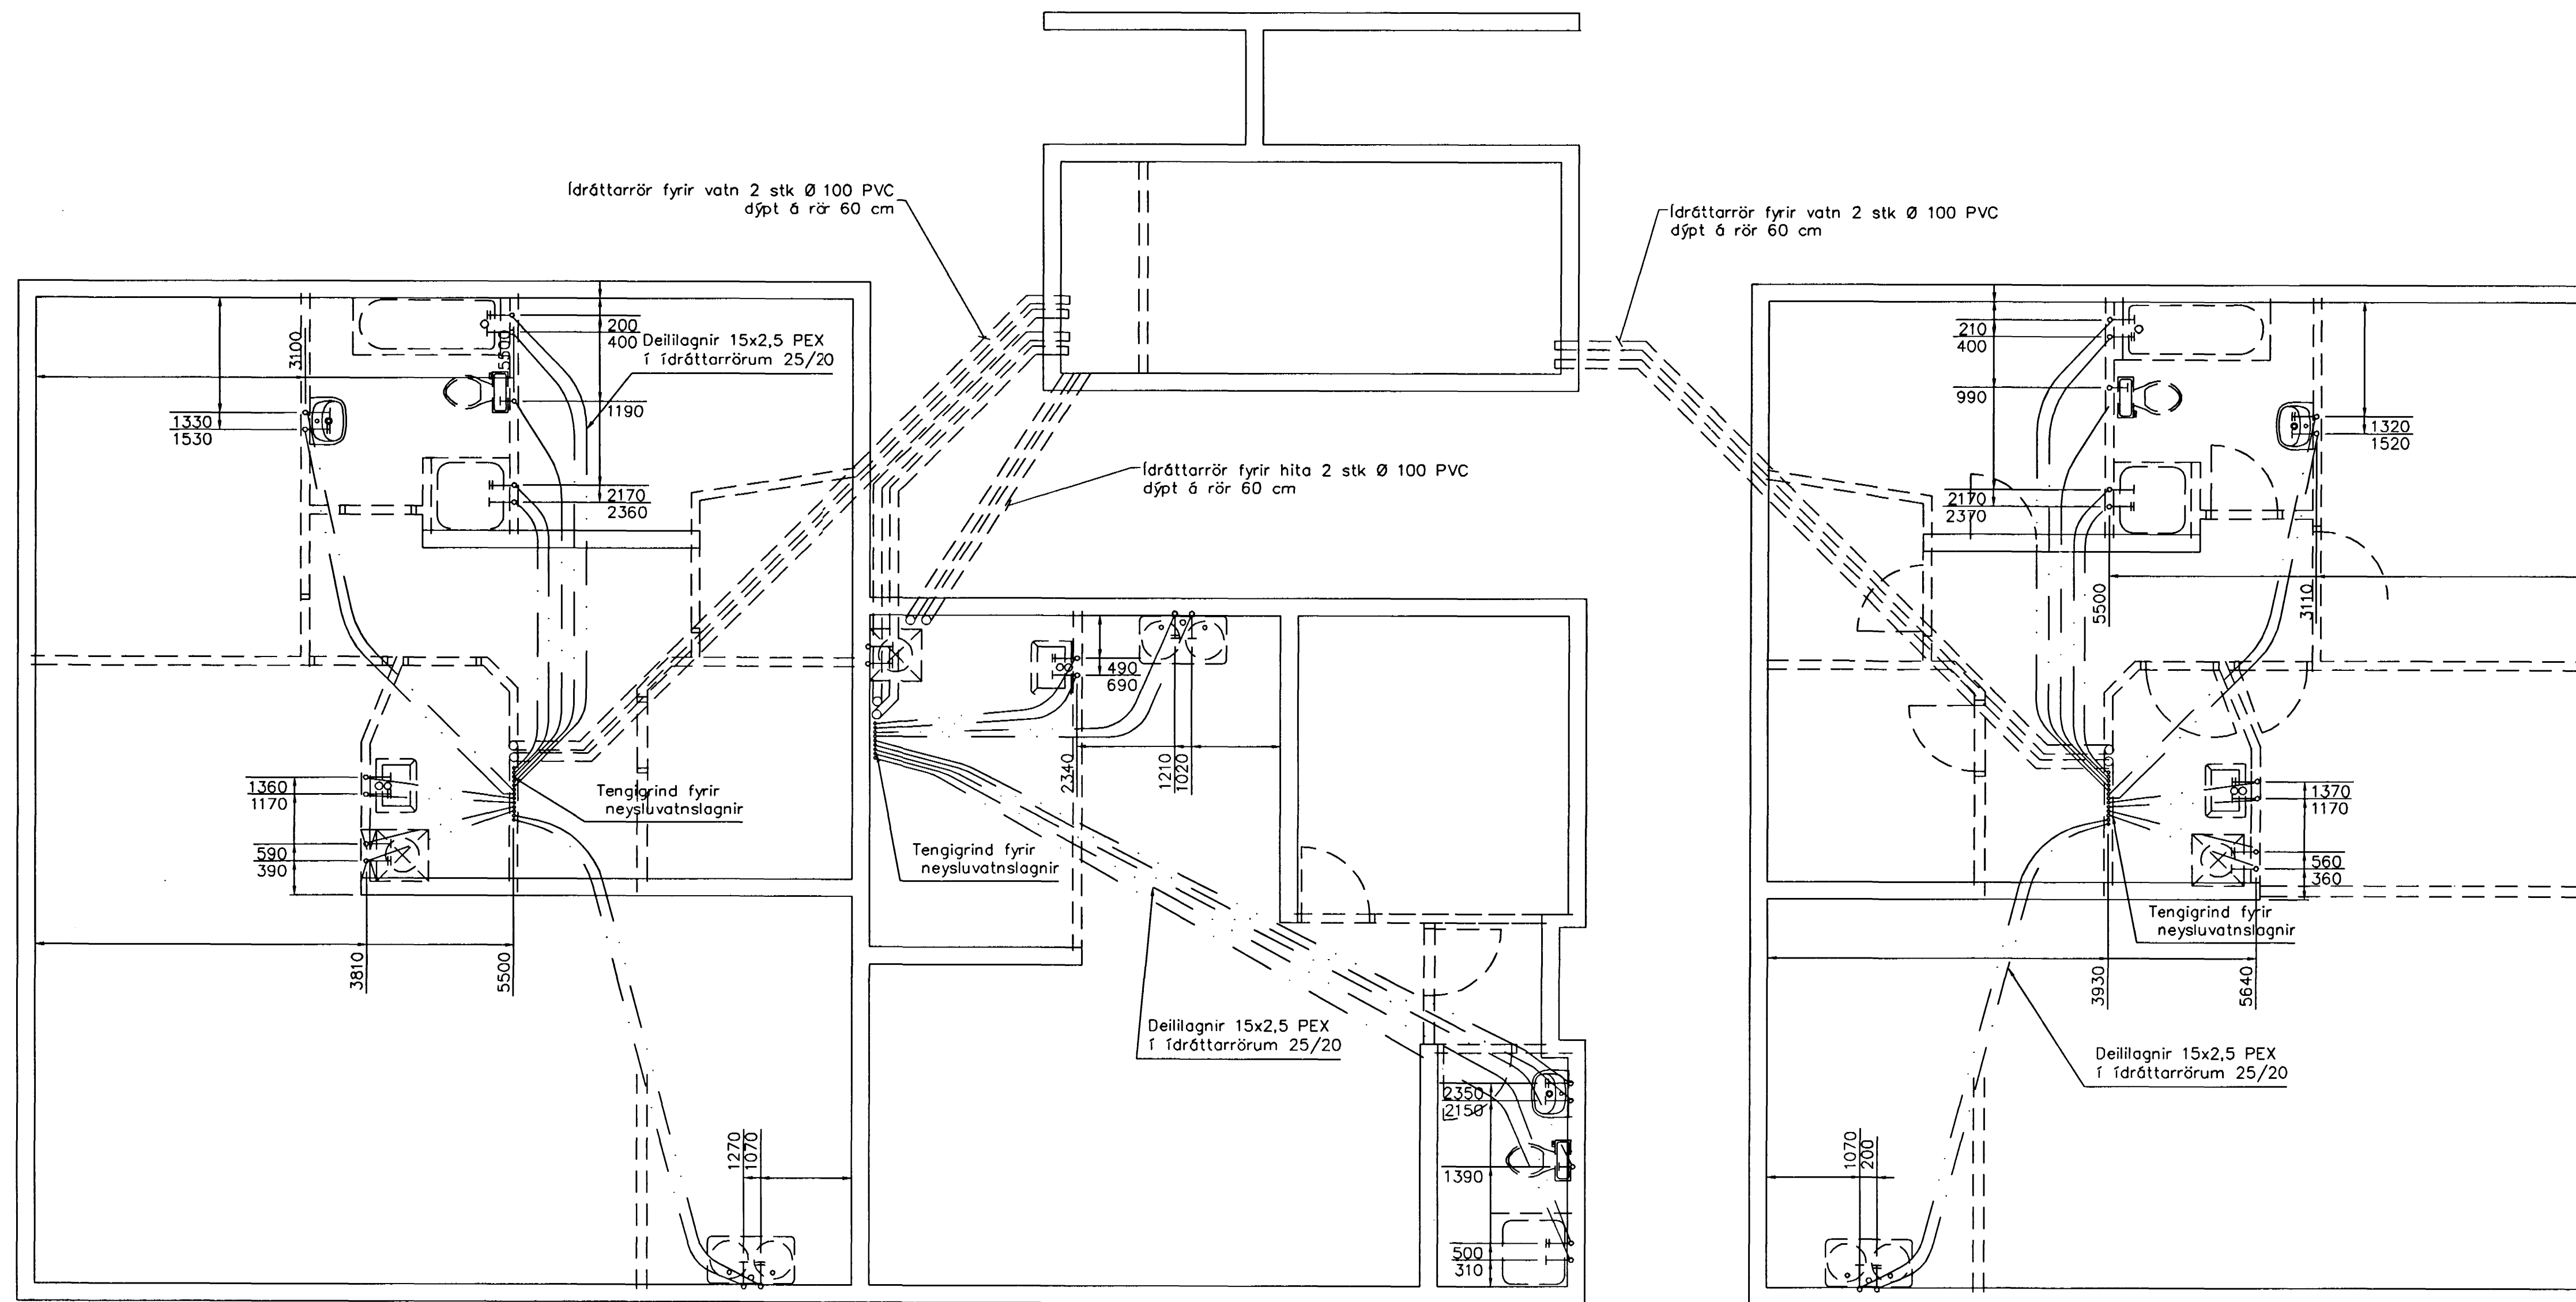 Ídráttarrör fyrir vatn 2 stk Ø 100 PVC
dýpt á rör 60 cm
Ídráttarrör fyrir vatn 2 stk Ø 100 PVC
dýpt á rör 60 cm
3100
5500
200
400
Deililagnir 15x2,5 PEX
í ídráttarrörum 25/20
1190
1330
1530
2170
2360
Ídráttarrör fyrir hita 2 stk Ø 100 PVC
dýpt á rör 60 cm
210
400
990
1320
1520
2170
2370
5500
3110
490
690
2340
1210
1020
1360
1170
590
390
Tengigrind fyrir
neysluvatnslagnir
3810
5500
Tengigrind fyrir
neysluvatnslagnir
1370
1170
560
360
Tengigrind fyrir
neysluvatnslagnir
3930
5640
Deililagnir 15x2,5 PEX
í ídráttarrörum 25/20
Deililagnir 15x2,5 PEX
í ídráttarrörum 25/20
2350
2150
1390
500
310
1270
1070
1070
200